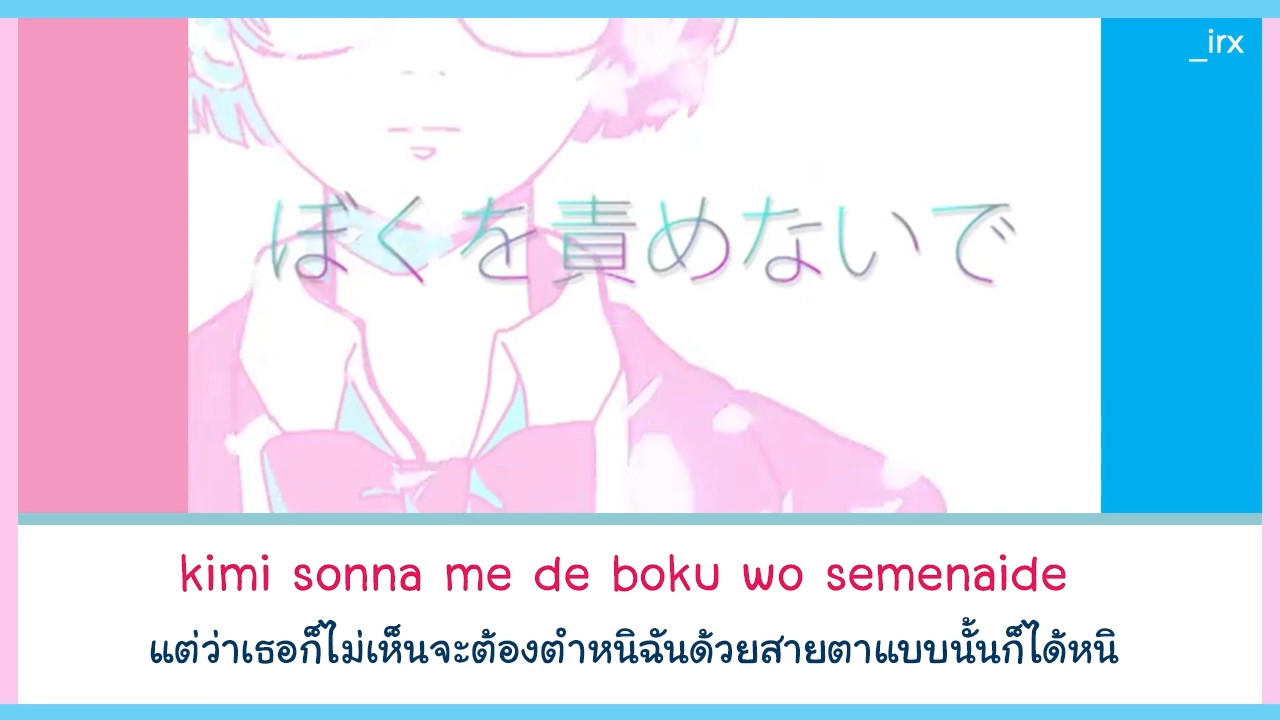 _irx
ぼくを責めないで
kimi sonna me de boku wo semenaide
แต่ว่าเธอก็ไม่เห็นจะต้องตำหนิฉันด้วยสายตาแบบนั้นก็ได้หนิ